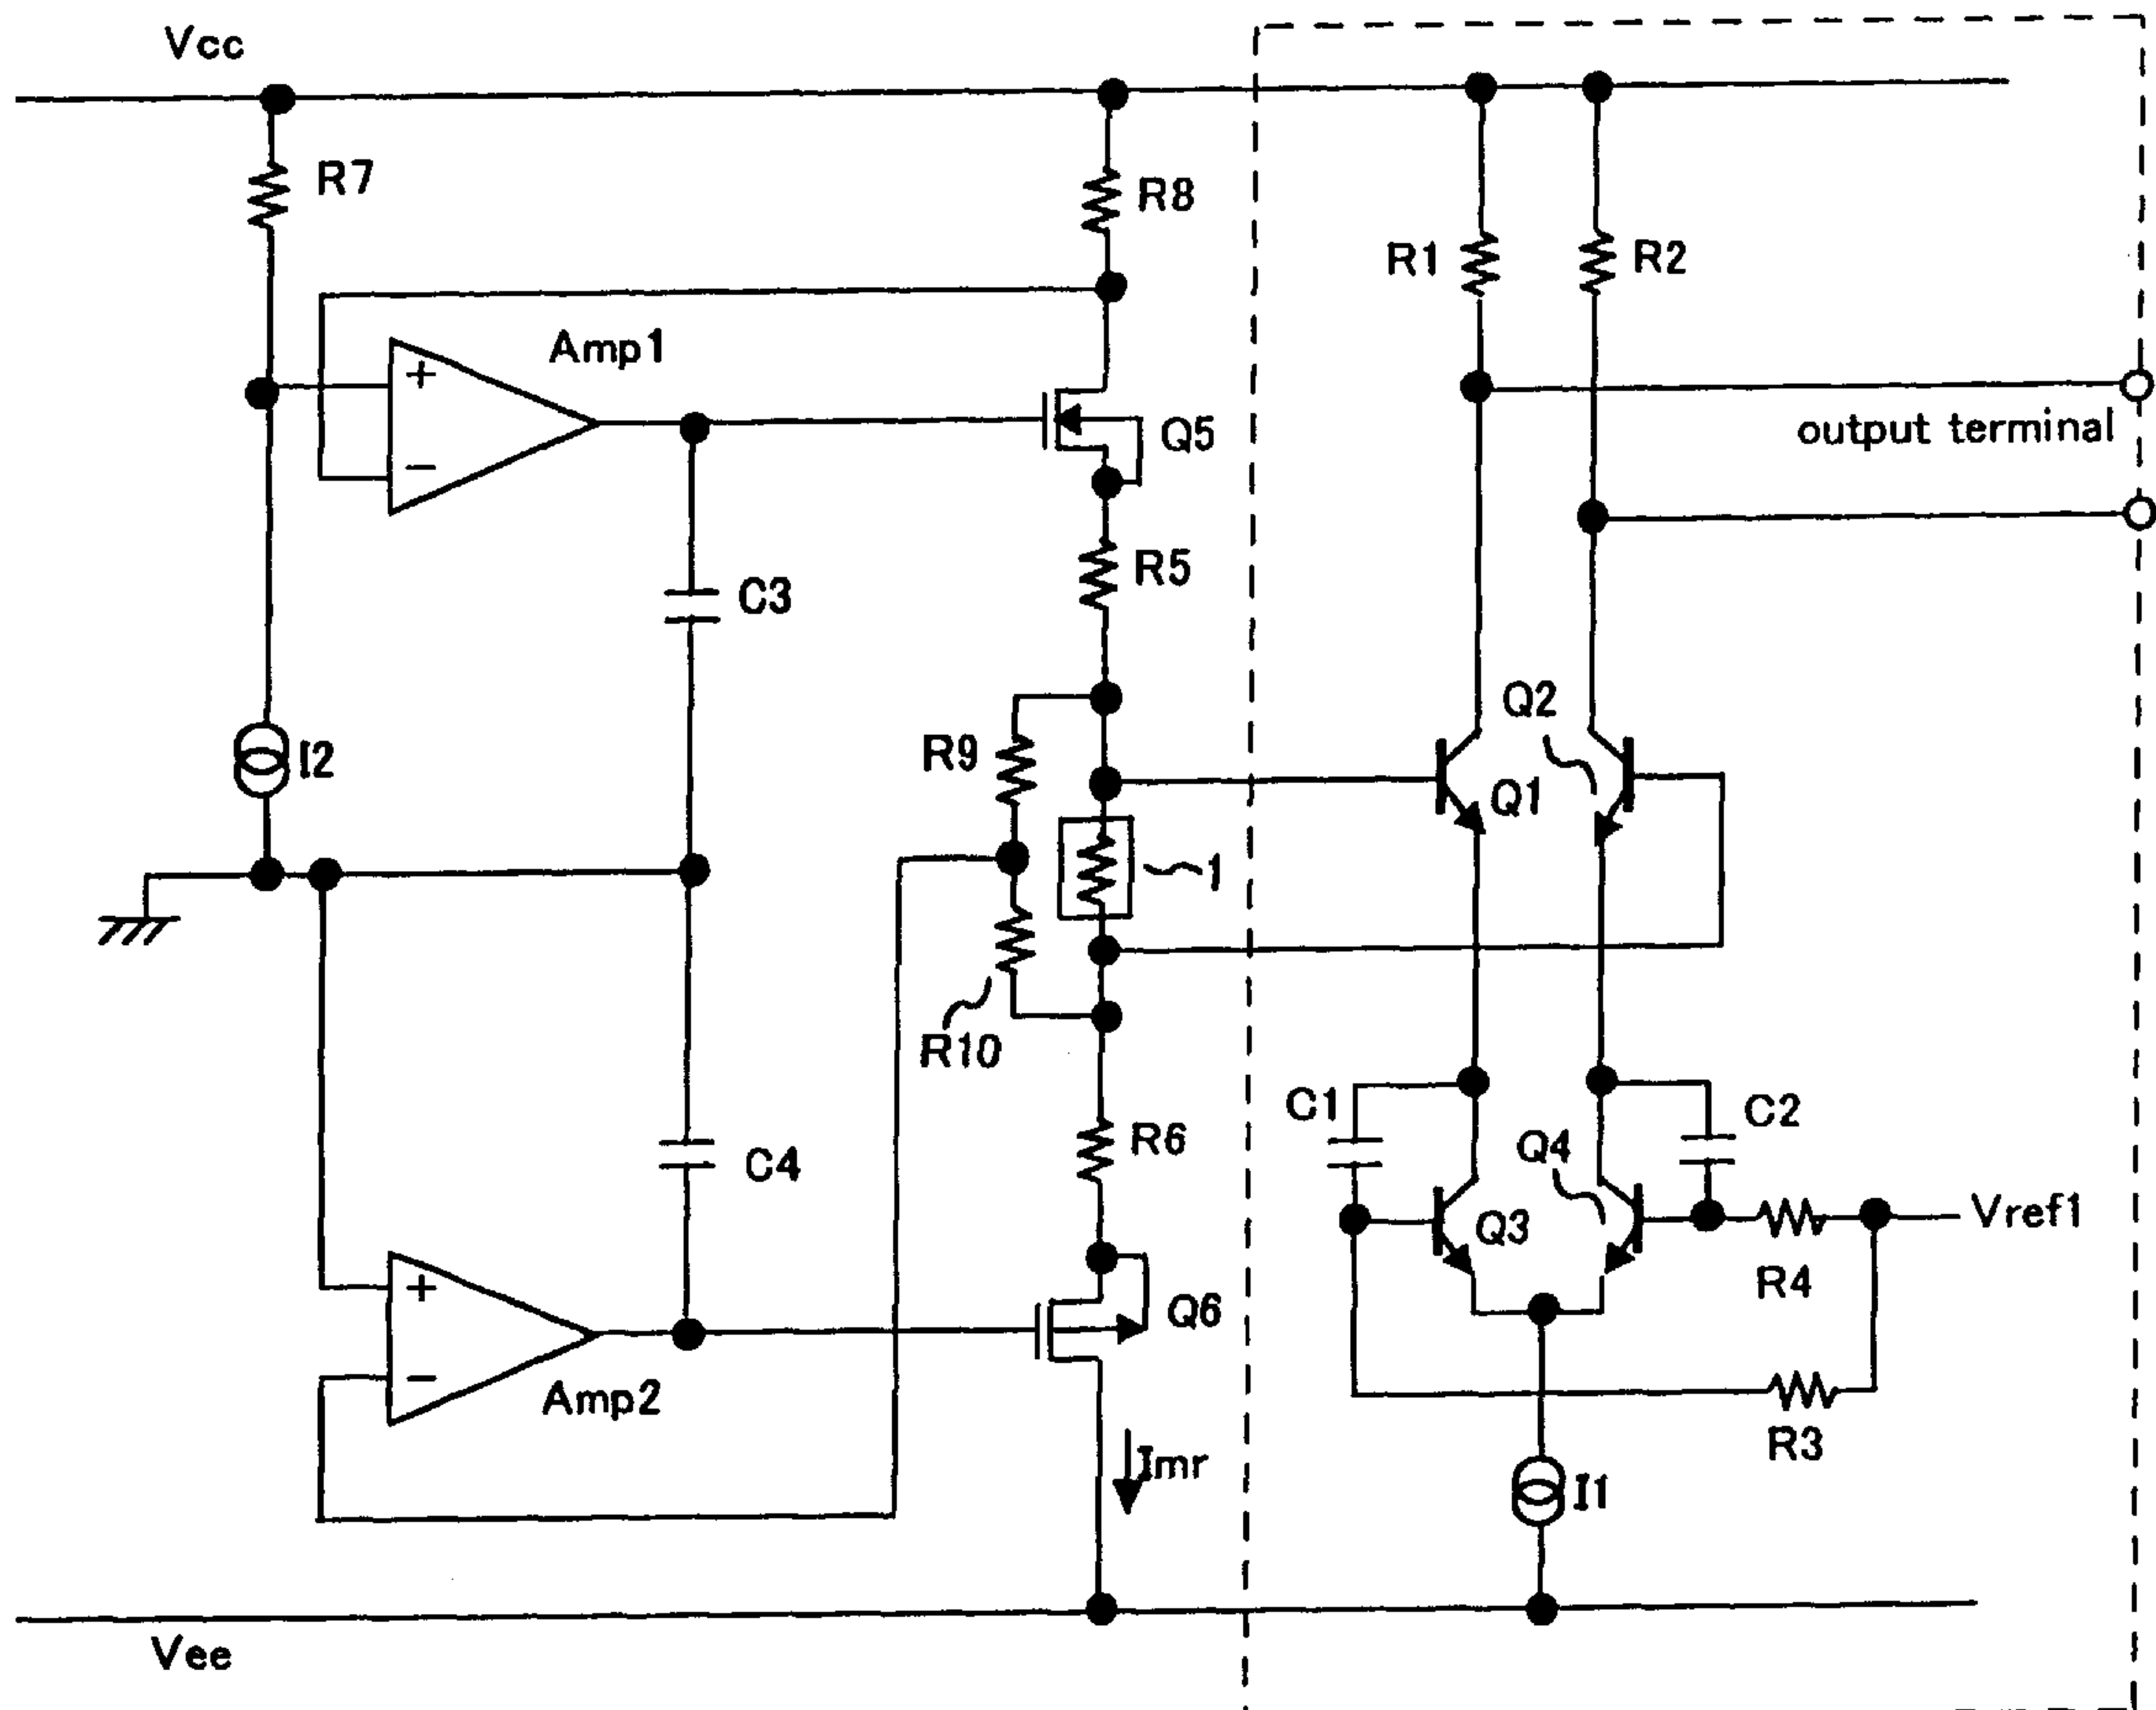 Vcc
R7
R8
R1
R2
Amp1
+
−
Q5
output terminal
R5
C3
Q2
R9
Q1
I2
1
R10
C1
C2
R6
Q4
C4
Q3
Vref1
R4
+
−
Q6
Amp2
R3
Imr
I1
Vee